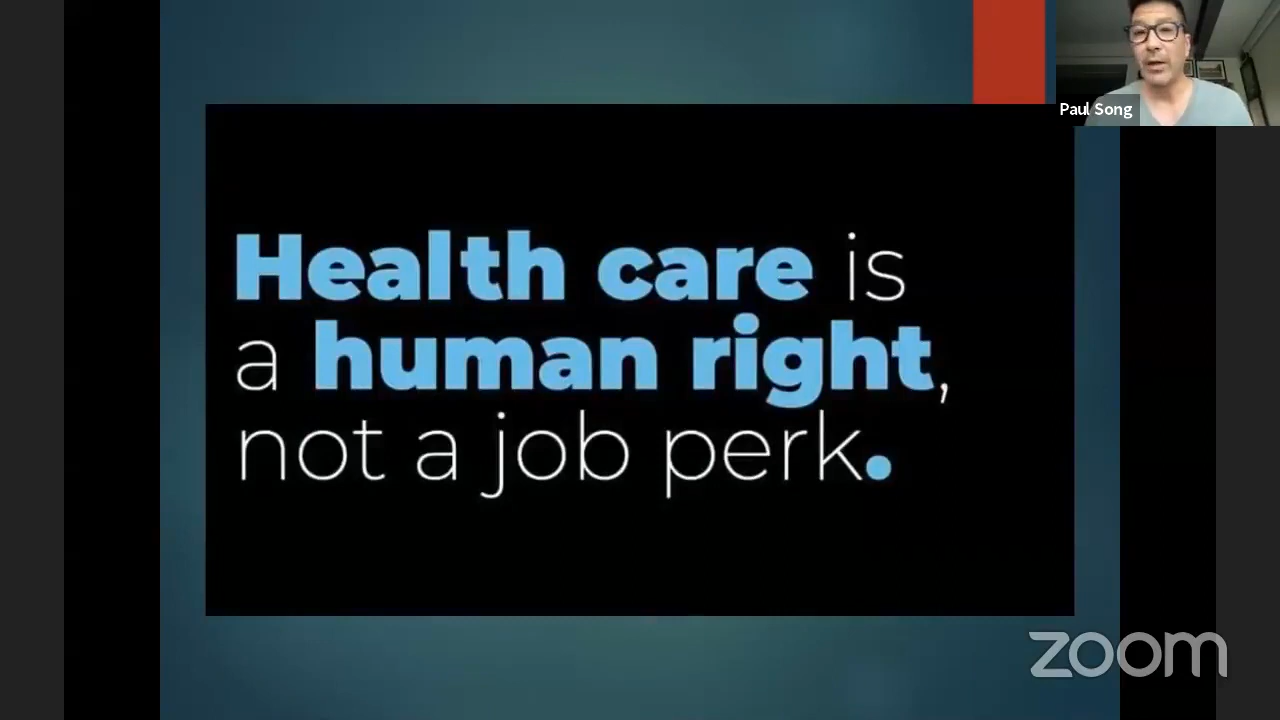 Paul Song
Health care is
a human right,
not a job perk.
zoom